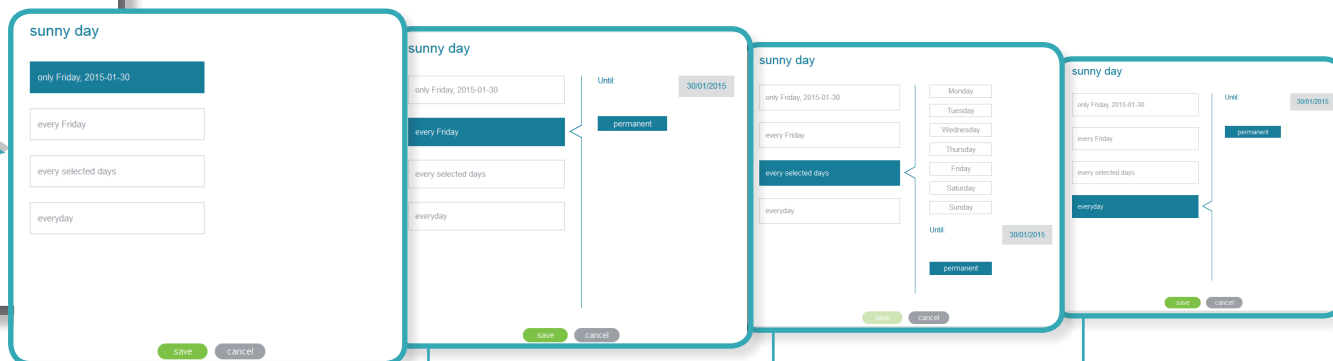 sunny day
only Friday, 2015-01-30
every Friday
every selected days
everyday
save cancel
sunny day
only Friday, 2015-01-30
every Friday
every selected days
everyday
Until: 30/01/2015
permanent
save cancel
sunny day
only Friday, 2015-01-30
every Friday
every selected days
everyday
Monday
Tuesday
Wednesday
Thursday
Friday
Saturday
Sunday
Until: 30/01/2015
permanent
save cancel
sunny day
only Friday, 2015-01-30
every Friday
every selected days
everyday
Until: 30/01/2015
permanent
save cancel